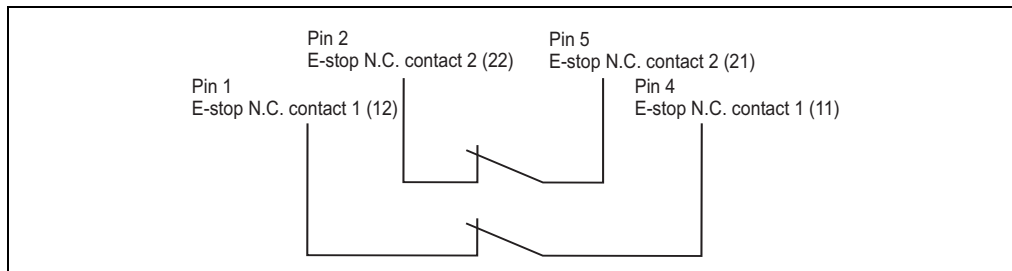 Pin 2
E-stop N.C. contact 2 (22)
Pin 5
E-stop N.C. contact 2 (21)
Pin 1
E-stop N.C. contact 1 (12)
Pin 4
E-stop N.C. contact 1 (11)